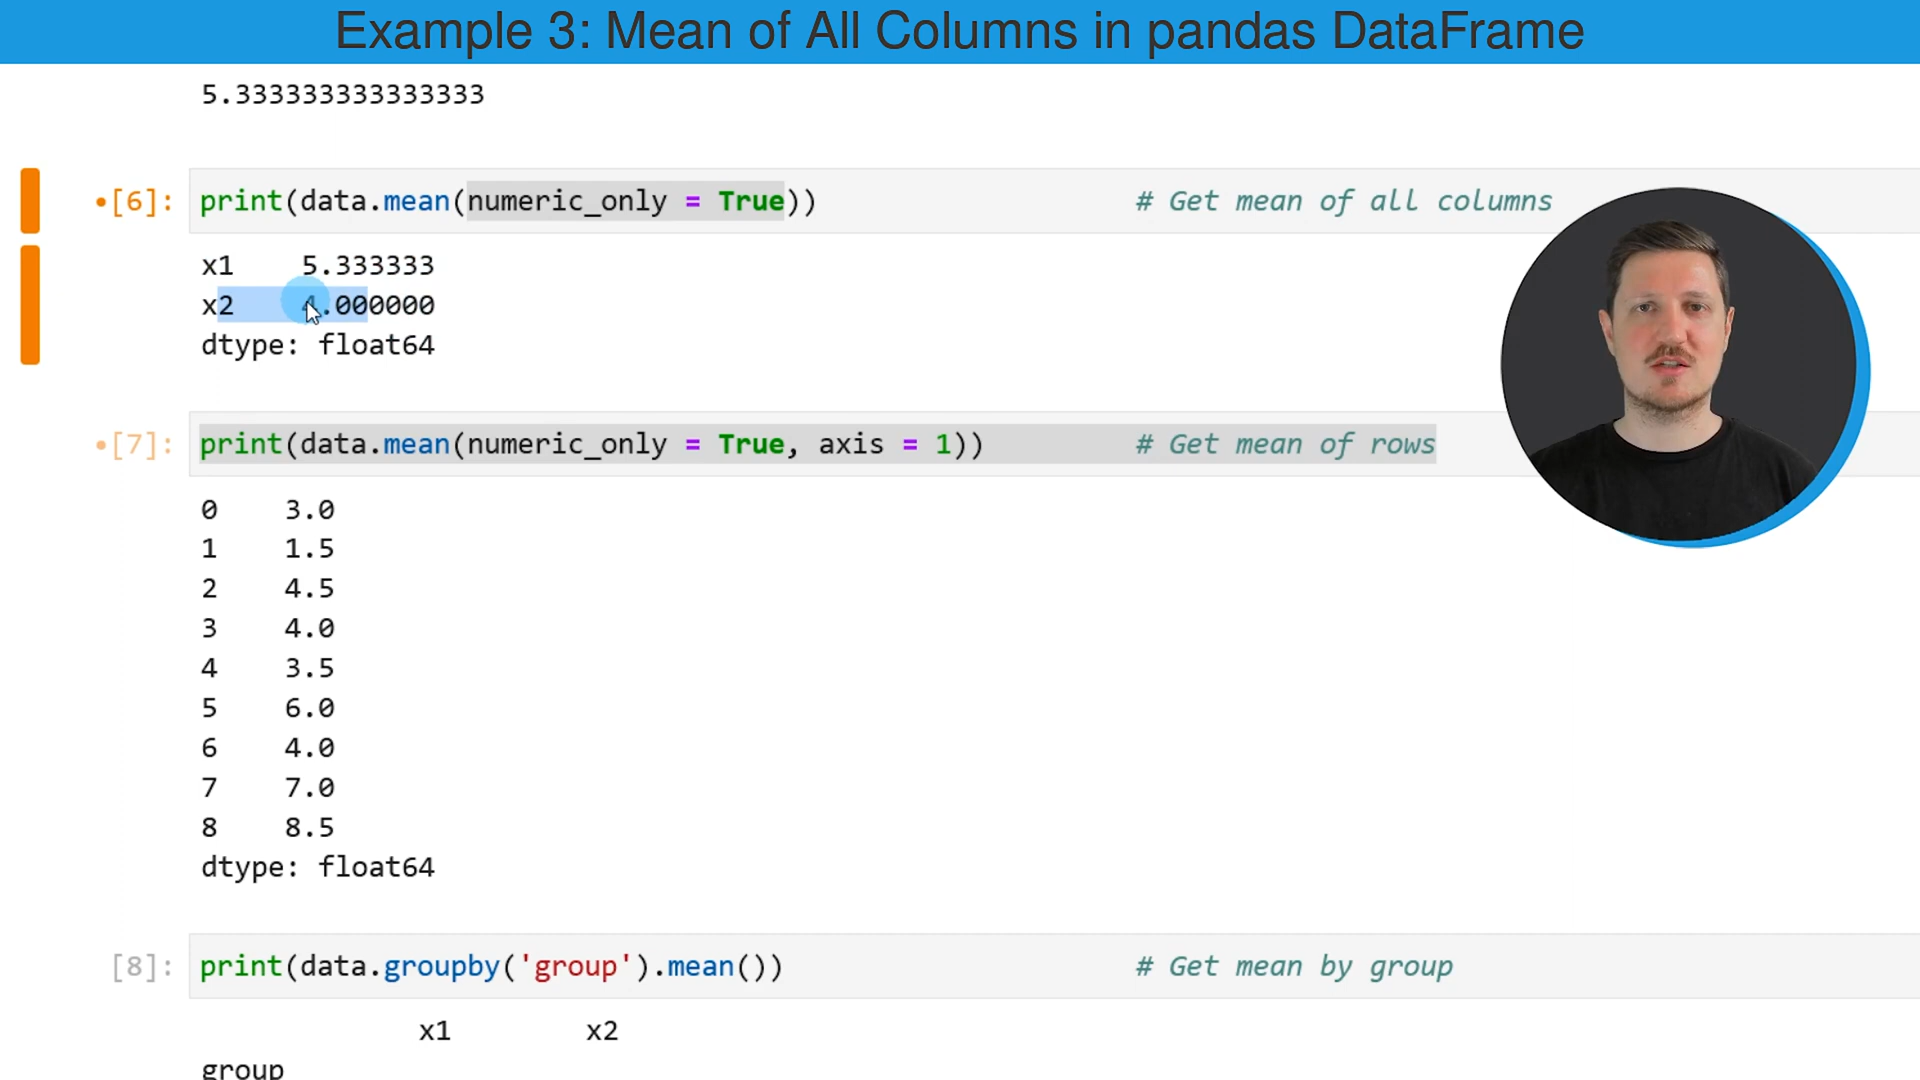 Example 3: Mean of All Columns in pandas DataFrame
5.333333333333333
[6]: print(data.mean(numeric_only = True)) # Get mean of all columns
x1 5.333333
x2 4.000000
dtype: float64
[7]: print(data.mean(numeric_only = True, axis = 1)) # Get mean of rows
0 3.0
1 1.5
2 4.5
3 4.0
4 3.5
5 6.0
6 4.0
7 7.0
8 8.5
dtype: float64
[8]: print(data.groupby('group').mean()) # Get mean by group
x1 x2
group